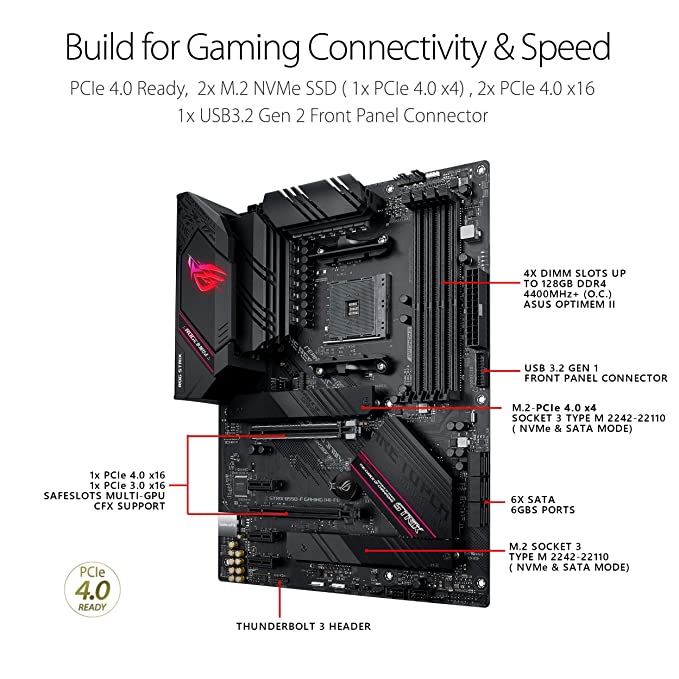 Build for Gaming Connectivity & Speed
PCIe 4.0 Ready, 2x M.2 NVMe SSD ( 1x PCIe 4.0 x4) , 2x PCIe 4.0 x16
1x USB3.2 Gen 2 Front Panel Connector
4X DIMM SLOTS UP
TO 128GB DDR4
4400MHz+ (O.C.)
ASUS OPTIMEM II
USB 3.2 GEN 1
FRONT PANEL CONNECTOR
M.2-PCIe 4.0 x4
SOCKET 3 TYPE M 2242-22110
( NVMe & SATA MODE)
1x PCIe 4.0 x16
1x PCIe 3.0 x16
SAFESLOTS MULTI-GPU
CFX SUPPORT
6X SATA
6GBS PORTS
M.2 SOCKET 3
TYPE M 2242-22110
( NVMe & SATA MODE)
PCIe
4.0
READY
THUNDERBOLT 3 HEADER
ROG STRIX
STRIX